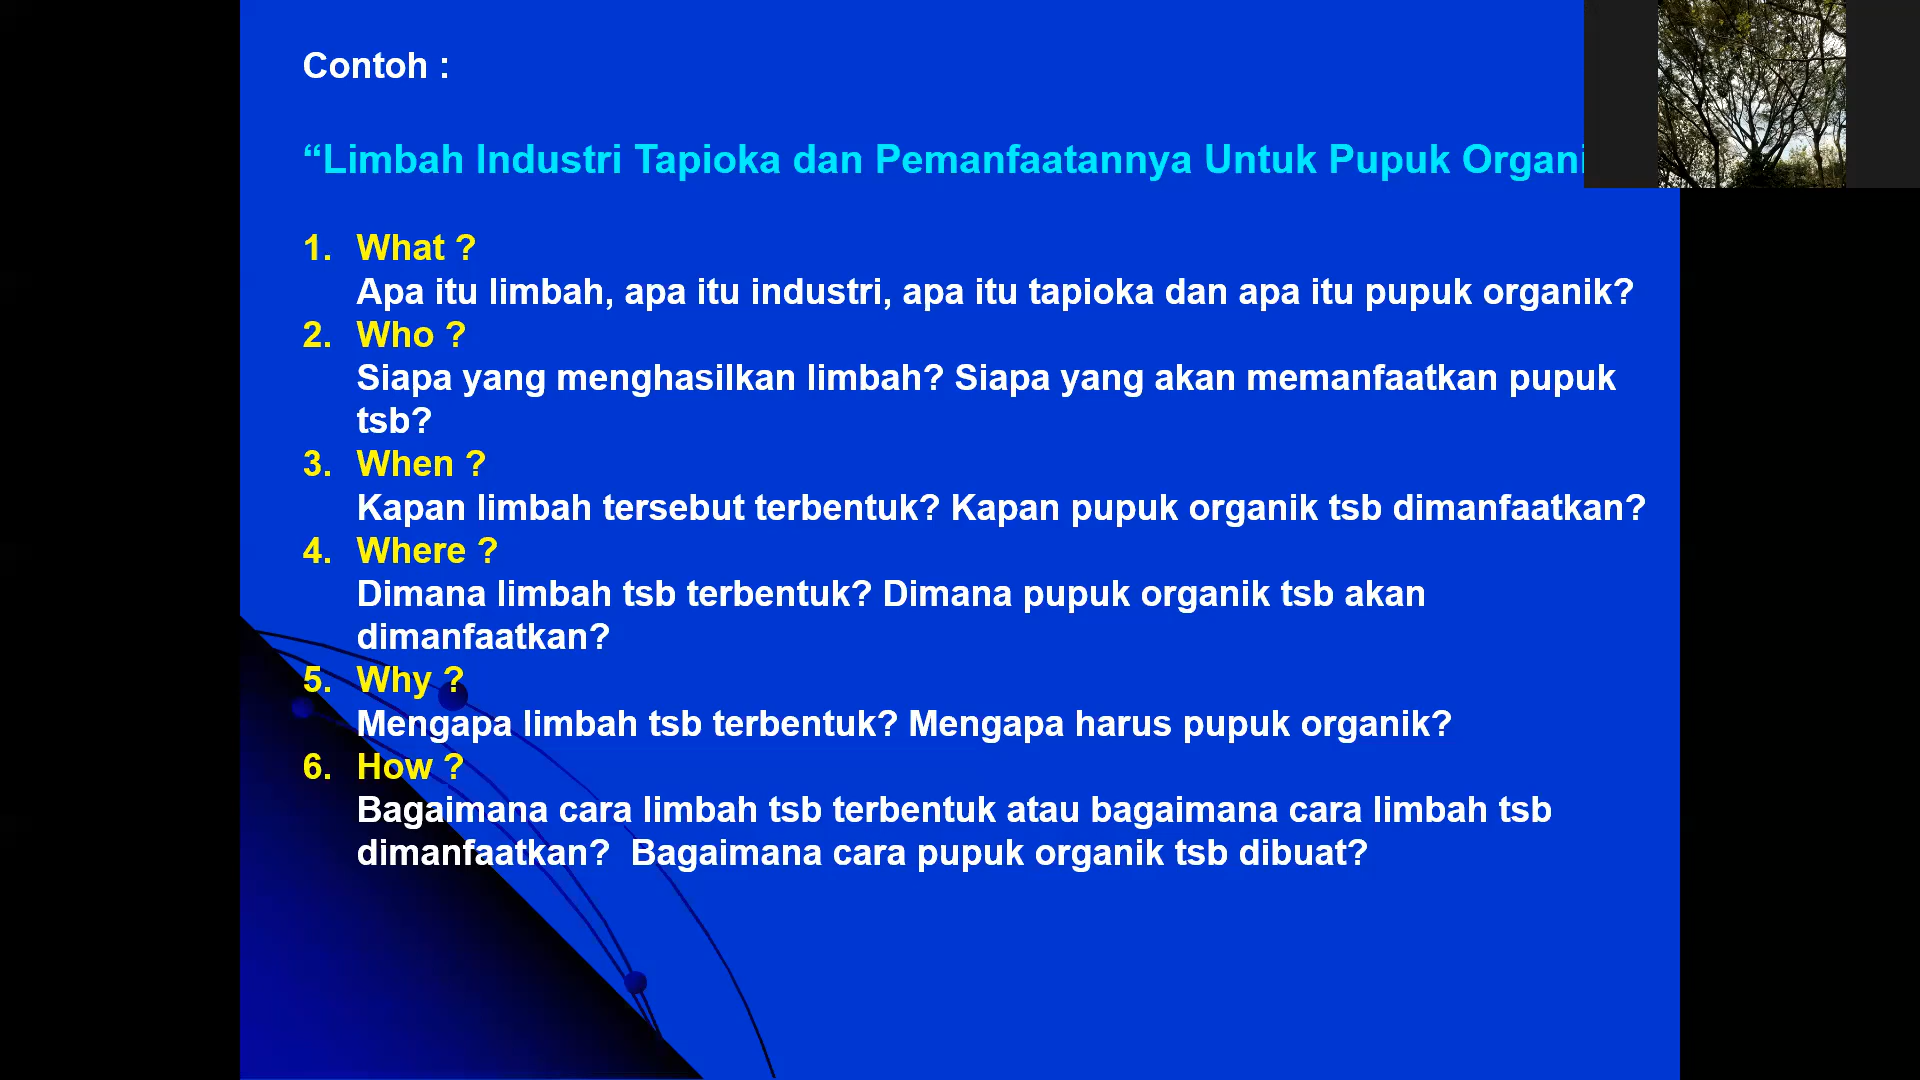 Contoh :
“Limbah Industri Tapioka dan Pemanfaatannya Untuk Pupuk
1. What ?
Apa itu limbah, apa itu industri, apa itu tapioka dan apa itu pupuk organik?
2. Who ?
Siapa yang menghasilkan limbah? Siapa yang akan memanfaatkan pupuk
tsb?
3. When ?
Kapan limbah tersebut terbentuk? Kapan pupuk organik tsb dimanfaatkan?
4. Where ?
Dimana limbah tsb terbentuk? Dimana pupuk organik tsb akan
dimanfaatkan?
5. Why ?
Mengapa limbah tsb terbentuk? Mengapa harus pupuk organik?
6. How ?
Bagaimana cara limbah tsb terbentuk atau bagaimana cara limbah tsb
dimanfaatkan?  Bagaimana cara pupuk organik tsb dibuat?